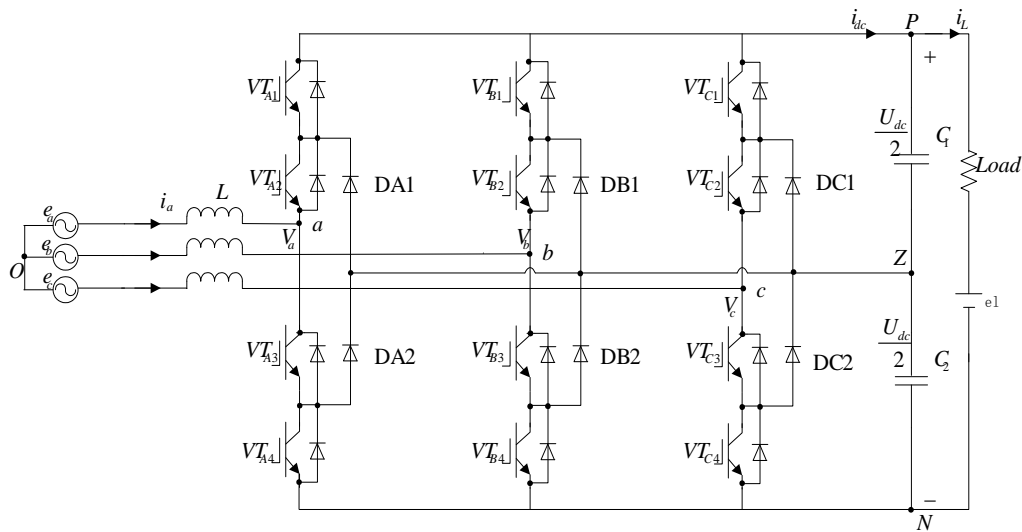 i_dc P i_L
+
VT_A1 VT_B1 VT_C1
U_dc/2 C_1
Load
VT_A2 DA1 VT_B2 DB1 VT_C2 DC1
L
i_a
e_a V_a a
e_b V_b b
O Z
e_c V_c c
el
U_dc/2 C_2
VT_A3 DA2 VT_B3 DB2 VT_C3 DC2
VT_A4 VT_B4 VT_C4
−
N